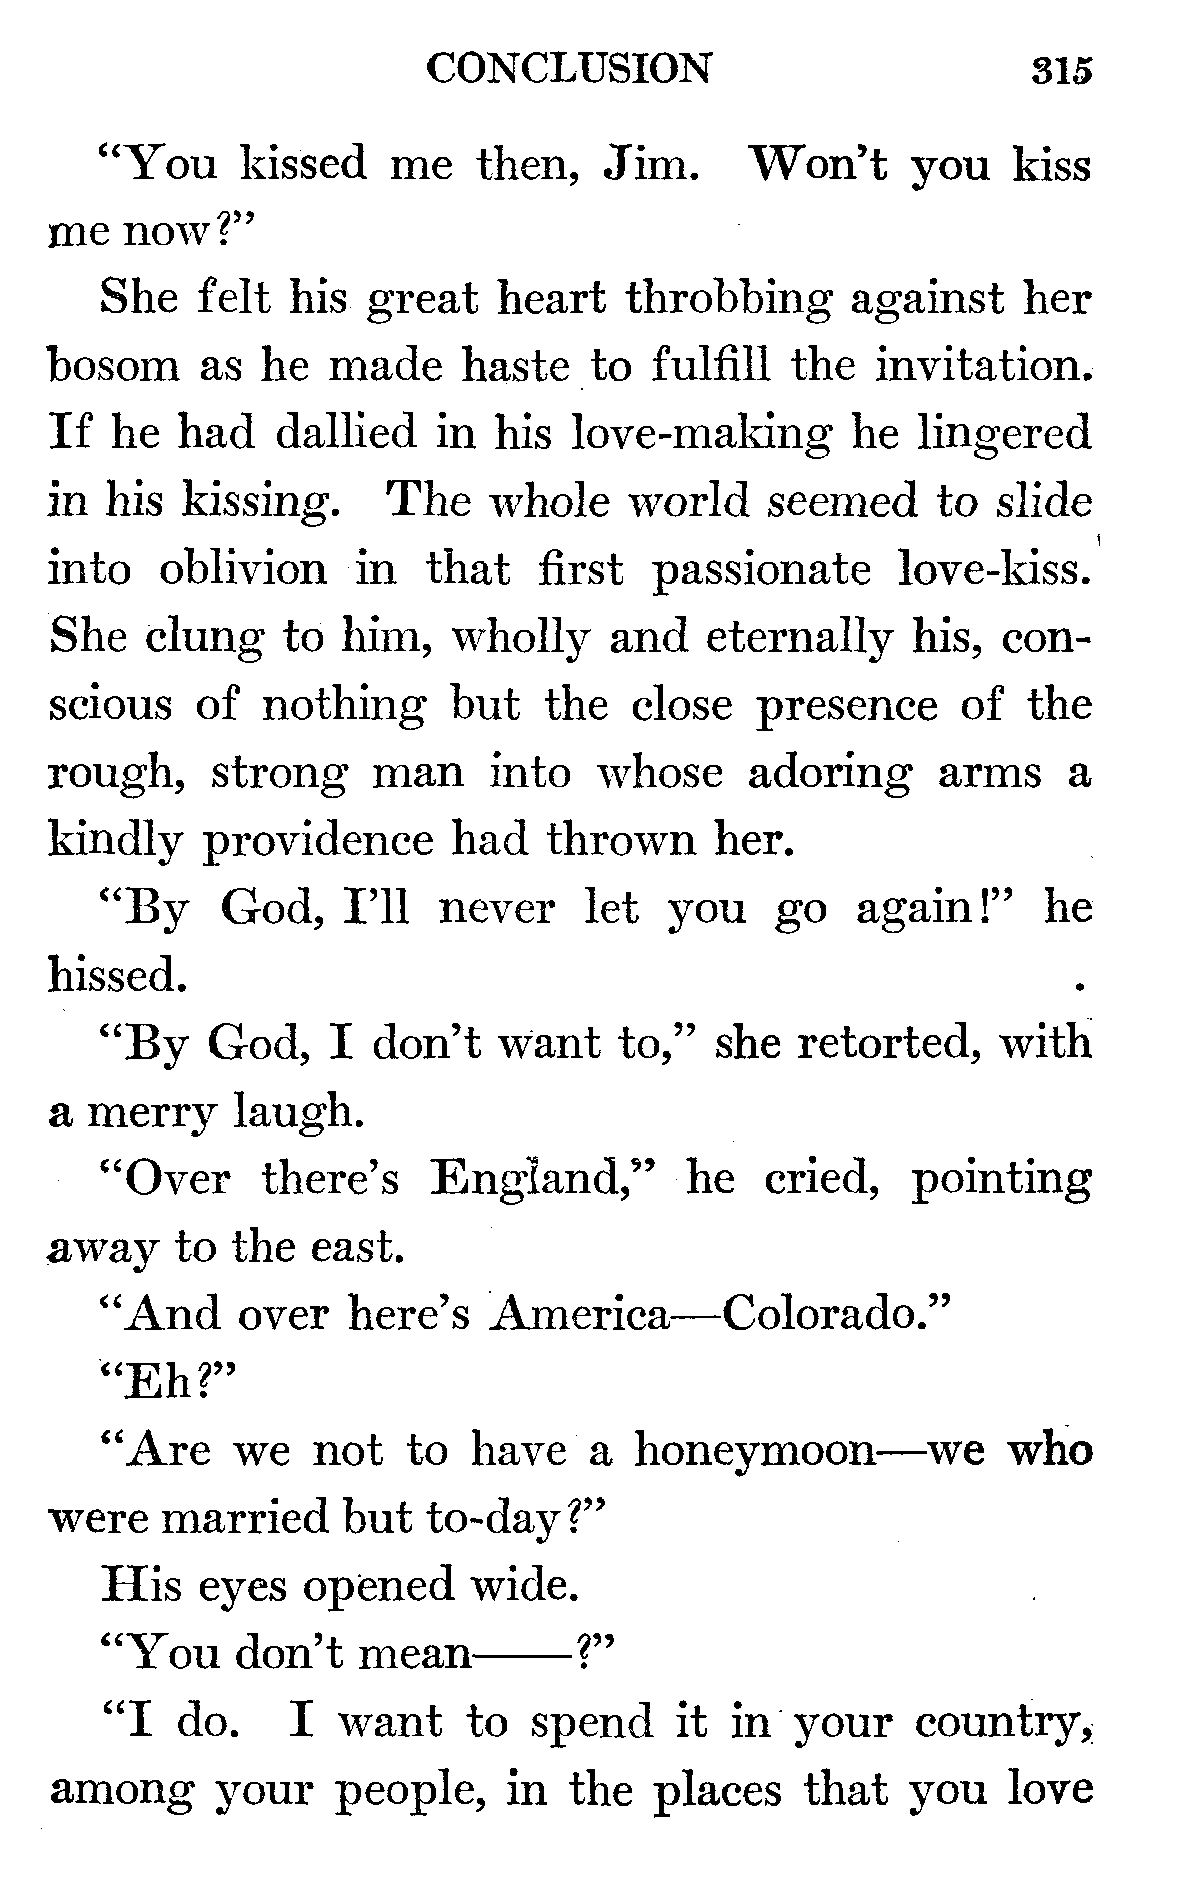 CONCLUSION 315
“You kissed me then, Jim. Won’t you kiss
me now?”
She felt his great heart throbbing against her
bosom as he made haste to fulfill the invitation.
If he had dallied in his love-making he lingered
in his kissing. The whole world seemed to slide
into oblivion in that first passionate love-kiss.
She clung to him, wholly and eternally his, con-
scious of nothing but the close presence of the
rough, strong man into whose adoring arms a
kindly providence had thrown her.
“By God, I’ll never let you go again!” he
hissed.
“By God, I don’t want to,” she retorted, with
a merry laugh.
“Over there’s England,” he cried, pointing
away to the east.
“And over here’s America—Colorado.”
“Eh?”
“Are we not to have a honeymoon—we who
were married but to-day?”
His eyes opened wide.
“You don’t mean——?”
“I do. I want to spend it in your country,
among your people, in the places that you love